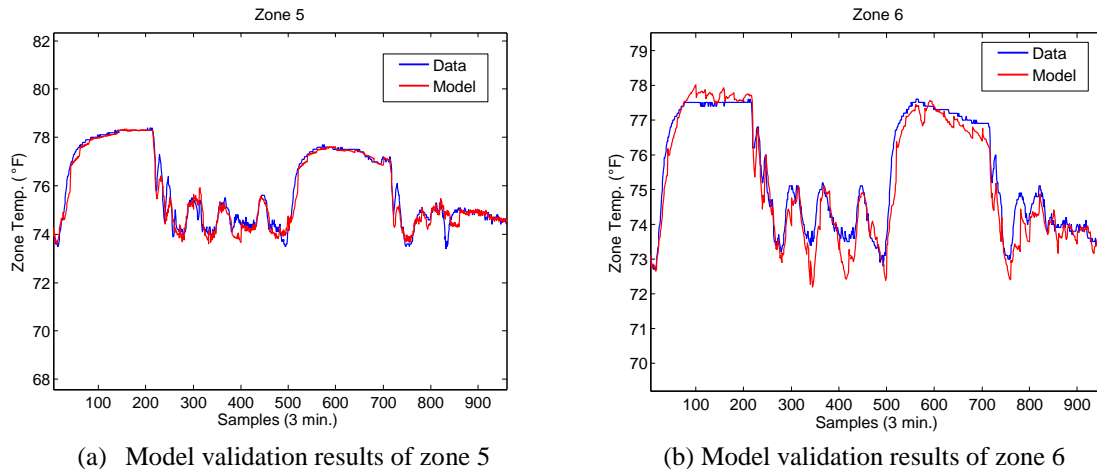 Zone 5
82
80
78
76
74
72
70
68
Zone Temp. (°F)
Data
Model
100 200 300 400 500 600 700 800 900
Samples (3 min.)
(a) Model validation results of zone 5
Zone 6
79
78
77
76
75
74
73
72
71
70
Zone Temp. (°F)
Data
Model
100 200 300 400 500 600 700 800 900
Samples (3 min.)
(b) Model validation results of zone 6